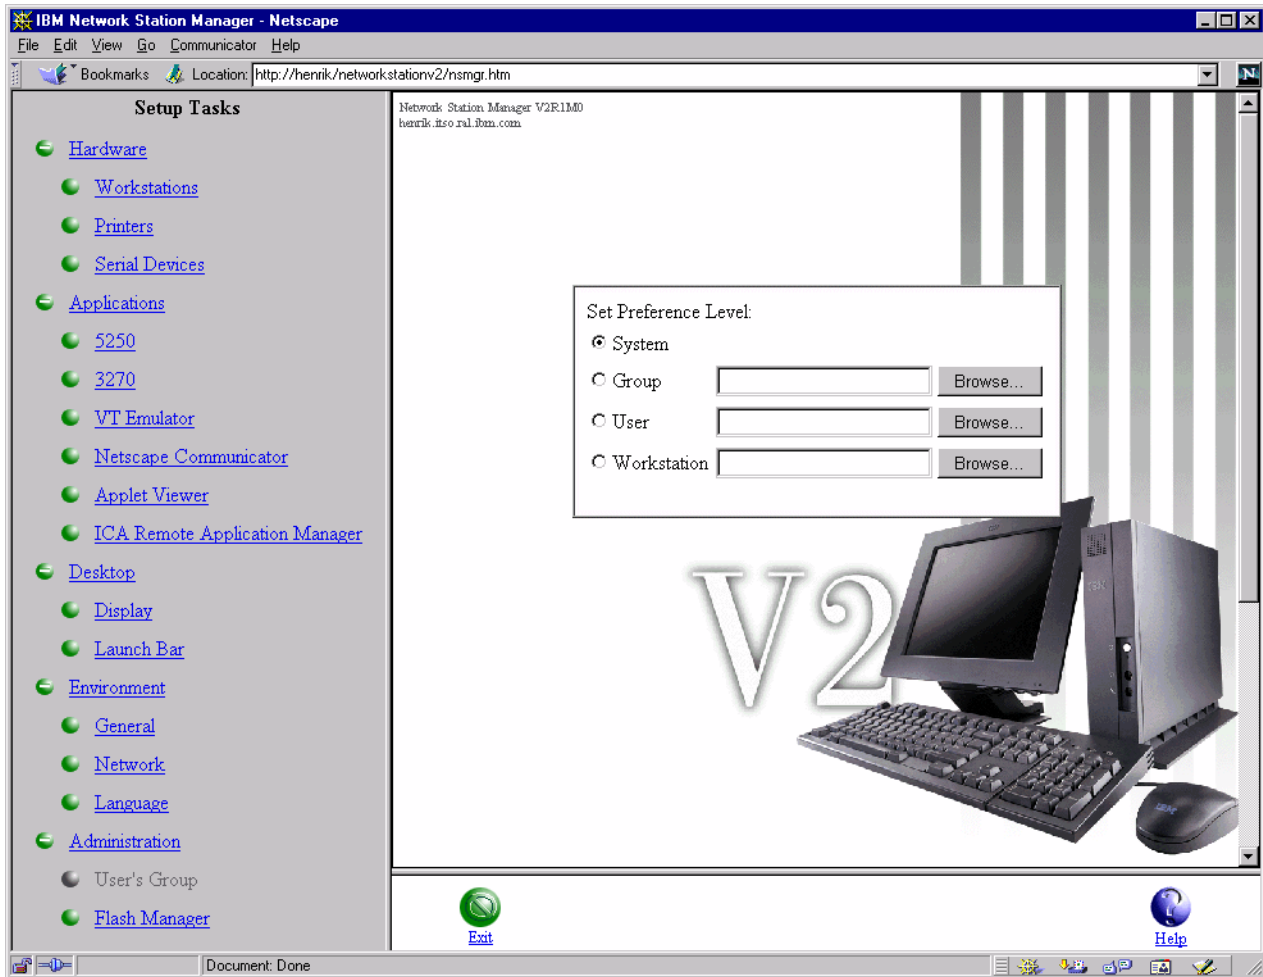 IBM Network Station Manager - Netscape
File Edit View Go Communicator Help
Bookmarks Location: http://henrik/networkstationv2/nsmgr.htm
Setup Tasks
Hardware
Workstations
Printers
Serial Devices
Applications
5250
3270
VT Emulator
Netscape Communicator
Applet Viewer
ICA Remote Application Manager
Desktop
Display
Launch Bar
Environment
General
Network
Language
Administration
User's Group
Flash Manager
Network Station Manager V2R1M0
henrik.itso.ral.ibm.com
Set Preference Level:
System
Group Browse...
User Browse...
Workstation Browse...
V2
IBM
IBM
Exit
Help
Document: Done